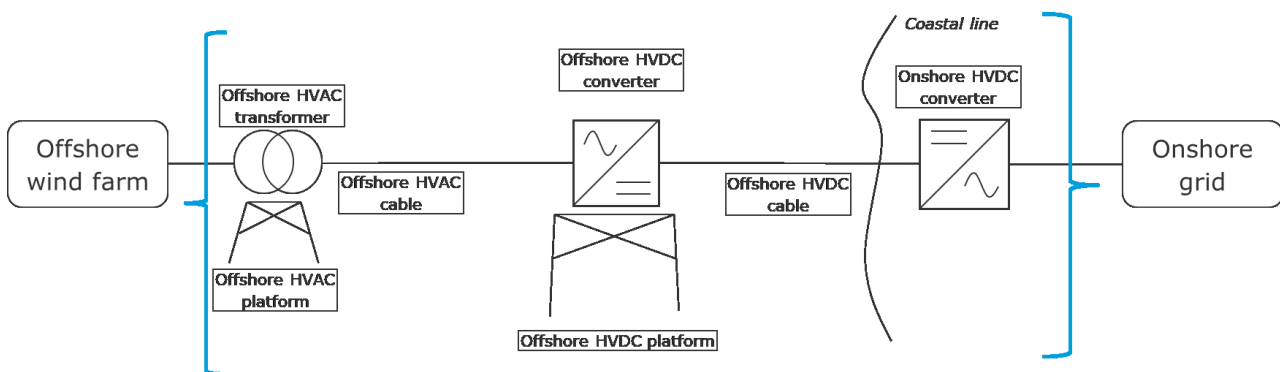 Coastal line
Offshore HVDC
converter
Onshore HVDC
converter
Offshore HVAC
transformer
Offshore
wind farm
Onshore
grid
Offshore HVAC
cable
Offshore HVDC
cable
Offshore HVAC
platform
Offshore HVDC platform